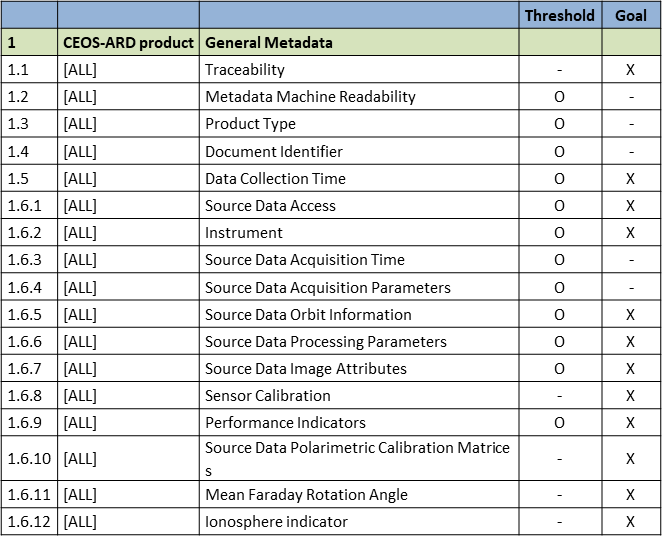 Threshold Goal
1 CEOS-ARD product General Metadata
1.1 [ALL] Traceability - X
1.2 [ALL] Metadata Machine Readability O -
1.3 [ALL] Product Type O -
1.4 [ALL] Document Identifier O -
1.5 [ALL] Data Collection Time O X
1.6.1 [ALL] Source Data Access O X
1.6.2 [ALL] Instrument O X
1.6.3 [ALL] Source Data Acquisition Time O -
1.6.4 [ALL] Source Data Acquisition Parameters O -
1.6.5 [ALL] Source Data Orbit Information O X
1.6.6 [ALL] Source Data Processing Parameters O X
1.6.7 [ALL] Source Data Image Attributes O X
1.6.8 [ALL] Sensor Calibration - X
1.6.9 [ALL] Performance Indicators O X
1.6.10 [ALL] Source Data Polarimetric Calibration Matrice - X
s
1.6.11 [ALL] Mean Faraday Rotation Angle - X
1.6.12 [ALL] Ionosphere indicator - X